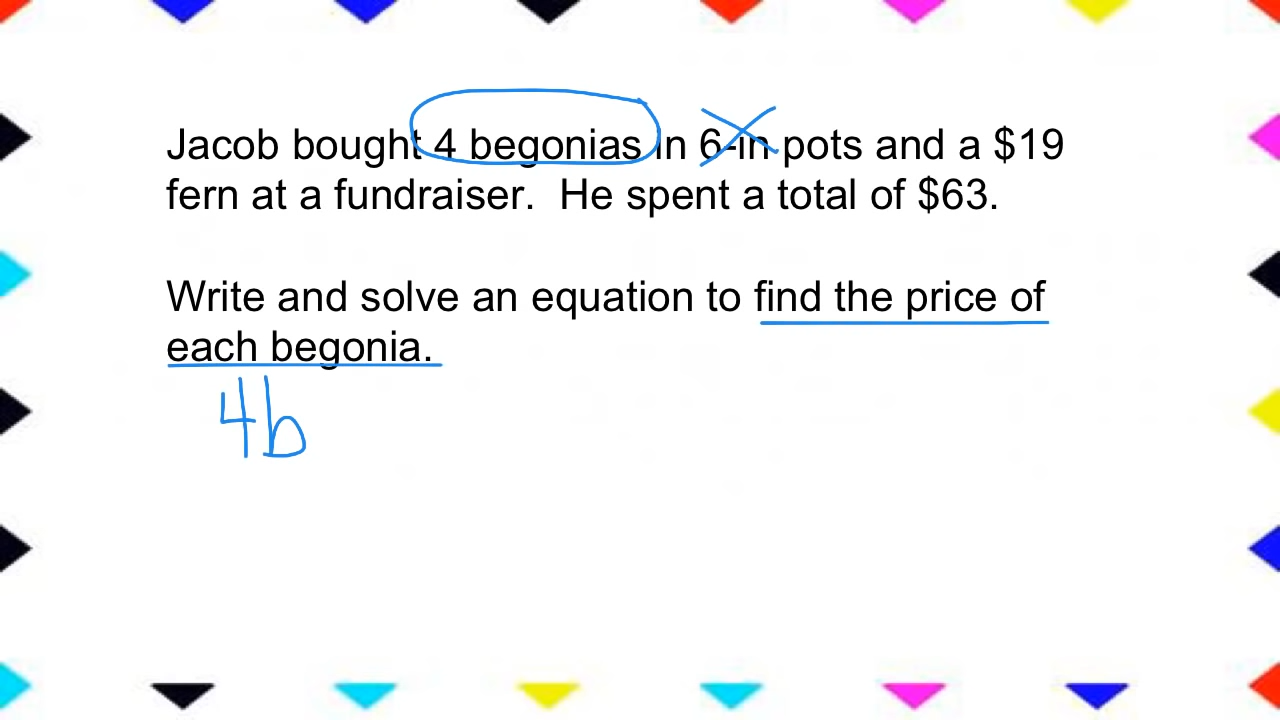 Jacob bought 4 begonias in 6-in pots and a $19
fern at a fundraiser.  He spent a total of $63.
Write and solve an equation to find the price of
each begonia.
4b